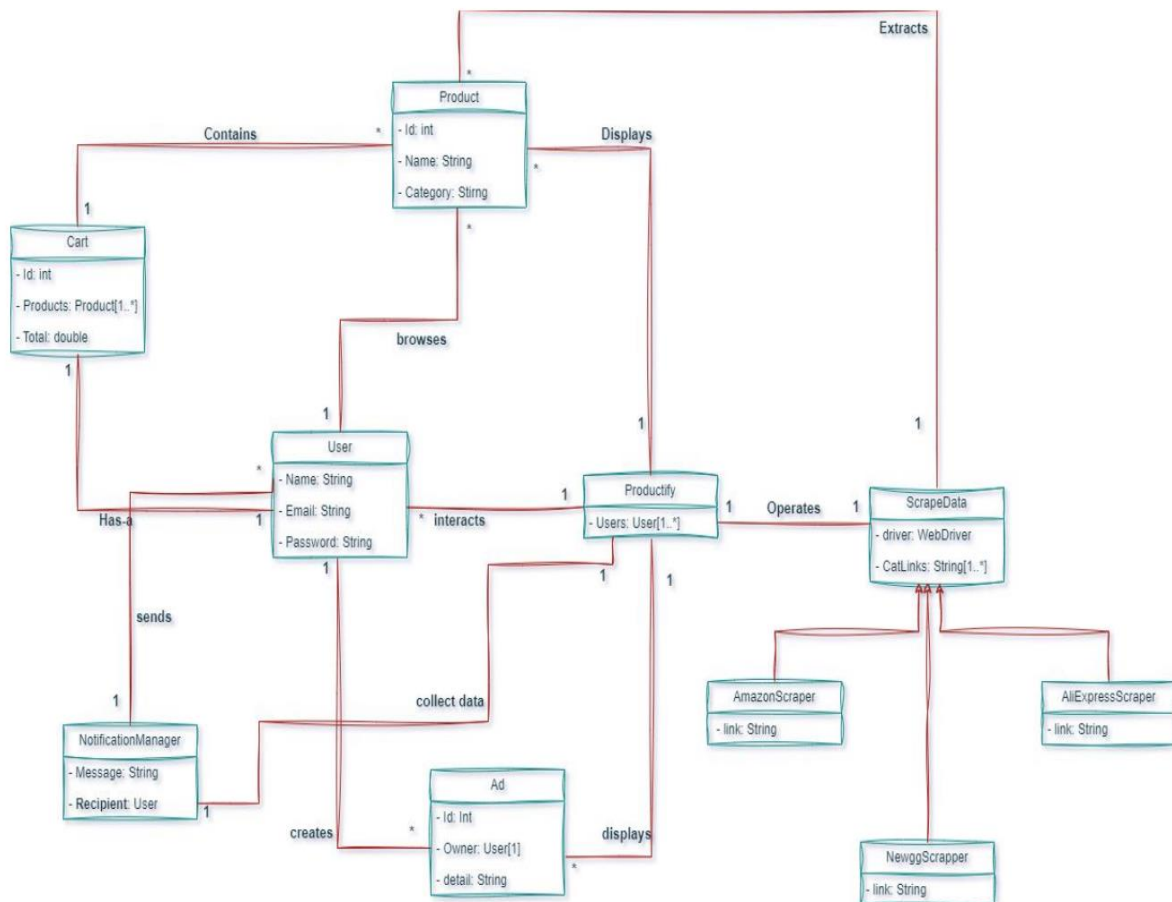 Extracts
*
Product
- Id: int
- Name: String
- Category: Stirng
Contains
*
Displays
*
*
1
Cart
- Id: int
- Products: Product[1..*]
- Total: double
1
browses
1
1
1
User
- Name: String
- Email: String
- Password: String
*
Has-a
1
1
*
interacts
1
Productify
- Users: User[1..*]
1
Operates
1
ScrapeData
- driver: WebDriver
- CatLinks: String[1..*]
1
1
sends
collect data
1
NotificationManager
- Message: String
- Recipient: User
1
AmazonScraper
- link: String
AliExpressScraper
- link: String
Ad
- Id: Int
- Owner: User[1]
- detail: String
creates
*
displays
*
NewggScrapper
- link: String